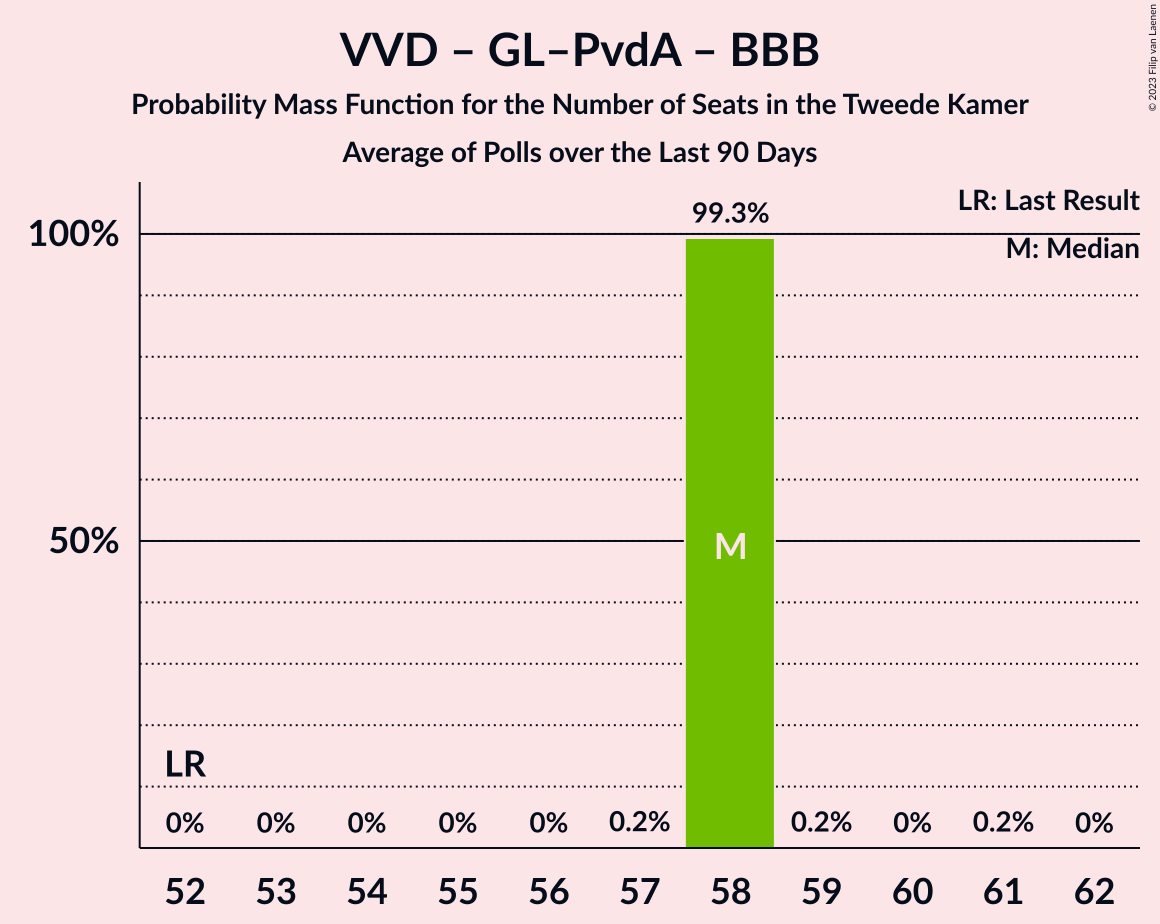 VVD – GL–PvdA – BBB
Probability Mass Function for the Number of Seats in the Tweede Kamer
Average of Polls over the Last 90 Days
© 2023 Filip van Laenen
LR: Last Result
M: Median
99.3%
100%
50%
M
LR
0% 0% 0% 0% 0% 0.2% 0.2% 0% 0.2% 0%
52 53 54 55 56 57 58 59 60 61 62